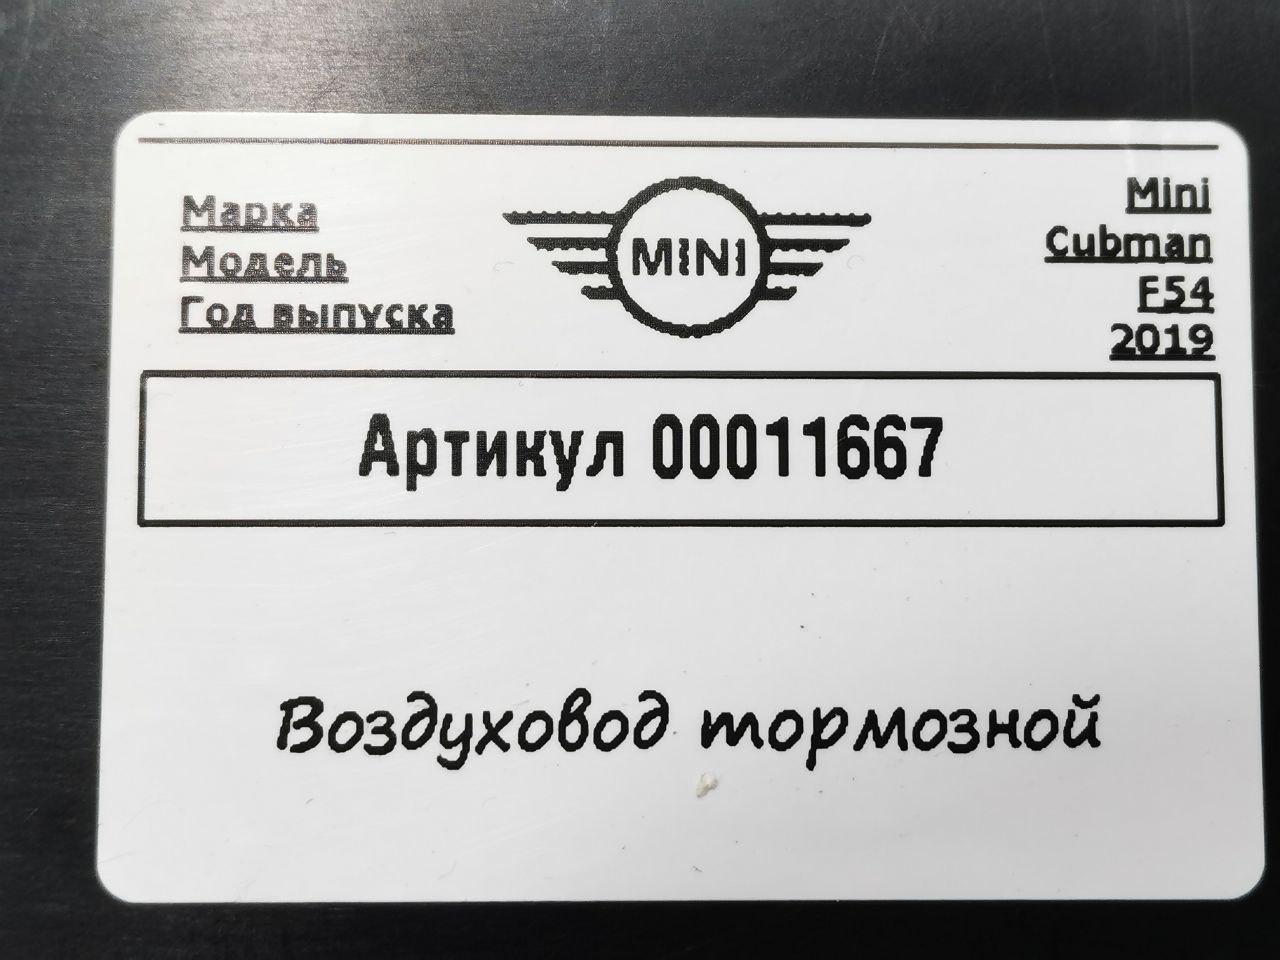 Марка
Модель
Год выпуска
MINI
Mini
Cubman
F54
2019
Артикул 00011667
Воздуховод тормозной